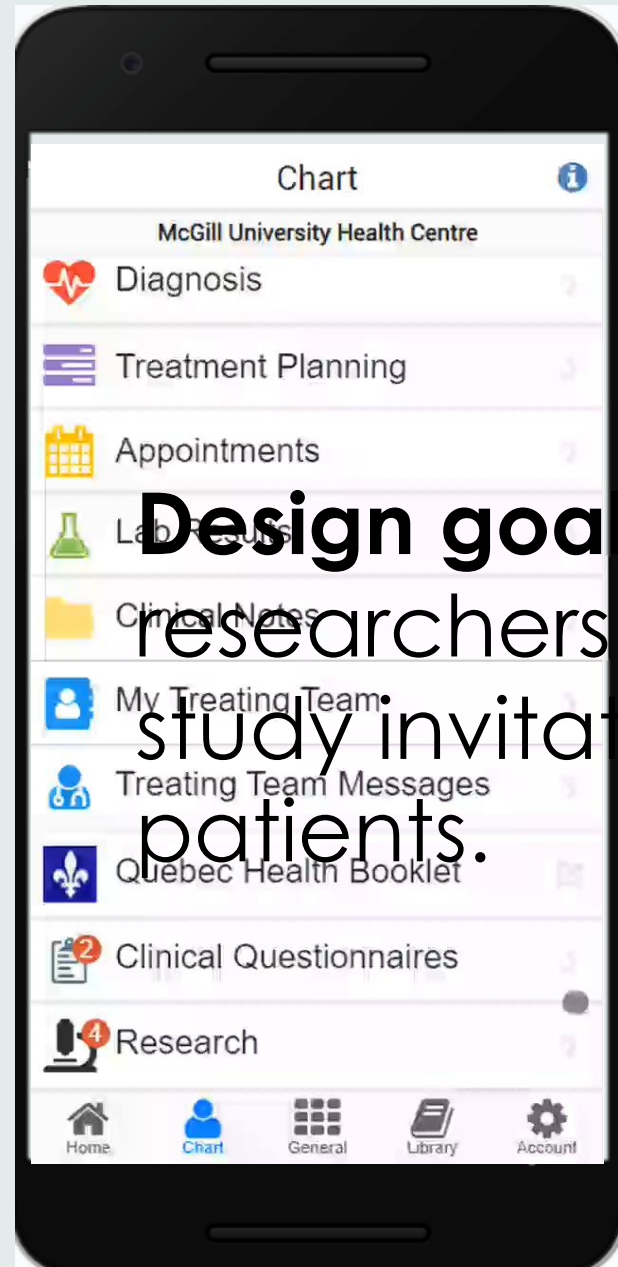 Chart
McGill University Health Centre
Diagnosis
Treatment Planning
Appointments
Lab Results
Clinical Notes
My Treating Team
Treating Team Messages
Quebec Health Booklet
2
Clinical Questionnaires
4
Research
Home
Chart
General
Library
Account
Design goa
researchers
study invitat
patients.